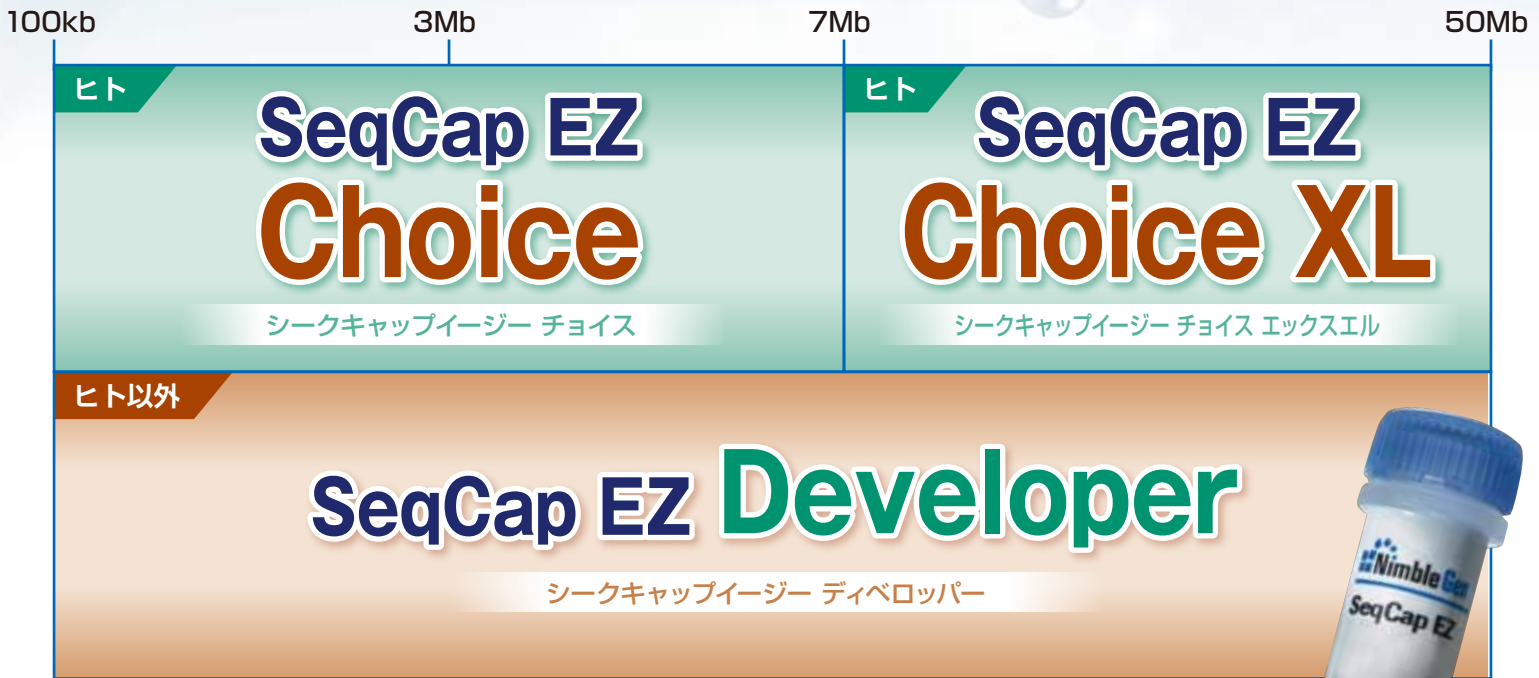 100kb 3Mb 7Mb 50Mb
ヒト
SeqCap EZ
Choice
シークキャップイージー チョイス
ヒト
SeqCap EZ
Choice XL
シークキャップイージー チョイス エックスエル
ヒト以外
SeqCap EZ Developer
シークキャップイージー ディベロッパー
NimbleGen
SeqCap EZ